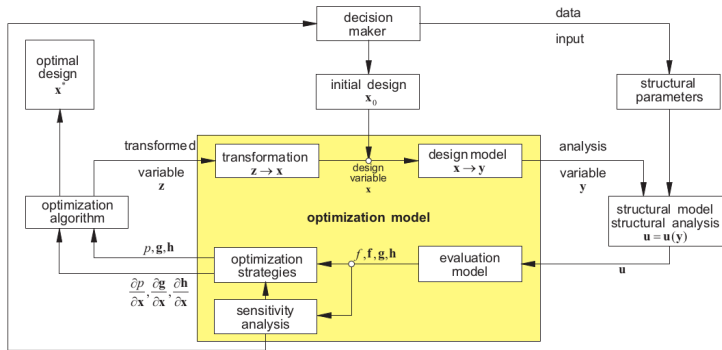 decision
maker
data
input
optimal
design
x*
initial design
x₀
structural
parameters
transformed
variable
z
transformation
z → x
design
variable
x
design model
x → y
analysis
variable
y
optimization
algorithm
optimization model
structural model
structural analysis
u = u(y)
p, g, h
∂p/∂x, ∂g/∂x, ∂h/∂x
optimization
strategies
f, f, g, h
evaluation
model
u
sensitivity
analysis